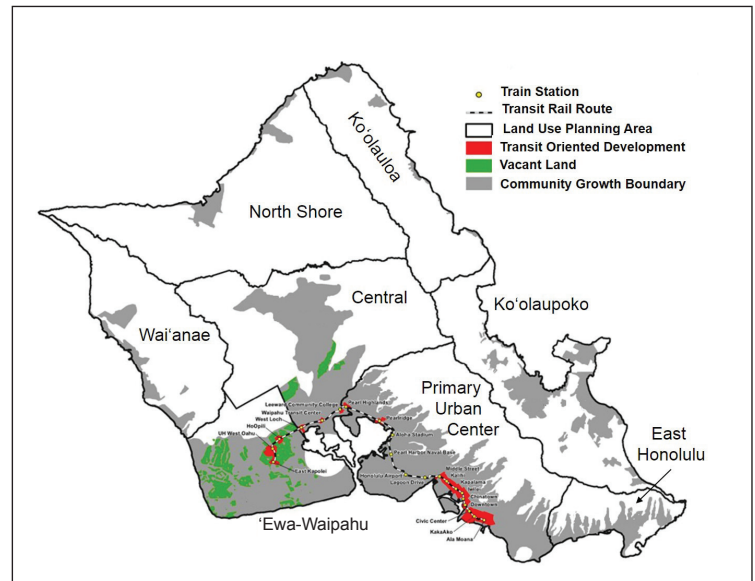 Train Station
Transit Rail Route
Land Use Planning Area
Transit Oriented Development
Vacant Land
Community Growth Boundary
Ko‘olauloa
North Shore
Central
Ko‘olaupoko
Wai‘anae
Primary
Urban
Center
East
Honolulu
‘Ewa-Waipahu
Leeward Community College
Pearl Highlands
Waipahu Transit Center
West Loch
HoOpili
UH West Oahu
East Kapolei
Pearlridge
Aloha Stadium
Pearl Harbor Naval Base
Honolulu Airport
Lagoon Drive
Middle Street
Kalihi
Kapalama
Iwilei
Chinatown
Downtown
Civic Center
KakaAko
Ala Moana